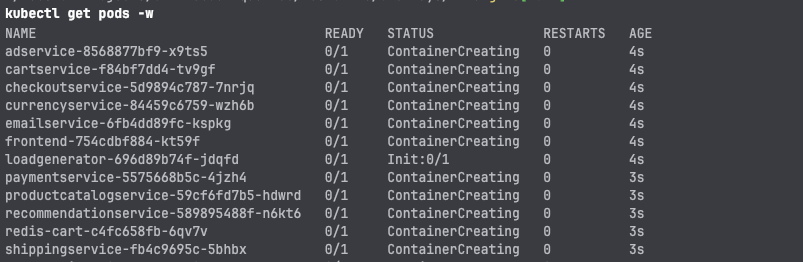 kubectl get pods -w
NAME READY STATUS RESTARTS AGE
adservice-8568877bf9-x9ts5 0/1 ContainerCreating 0 4s
cartservice-f84bf7dd4-tv9gf 0/1 ContainerCreating 0 4s
checkoutservice-5d9894c787-7nrjq 0/1 ContainerCreating 0 4s
currencyservice-84459c6759-wzh6b 0/1 ContainerCreating 0 4s
emailservice-6fb4dd89fc-kspkg 0/1 ContainerCreating 0 4s
frontend-754cdbf884-kt59f 0/1 ContainerCreating 0 4s
loadgenerator-696d89b74f-jdqfd 0/1 Init:0/1 0 4s
paymentservice-5575668b5c-4jzh4 0/1 ContainerCreating 0 3s
productcatalogservice-59cf6fd7b5-hdwrd 0/1 ContainerCreating 0 3s
recommendationservice-589895488f-n6kt6 0/1 ContainerCreating 0 3s
redis-cart-c4fc658fb-6qv7v 0/1 ContainerCreating 0 3s
shippingservice-fb4c9695c-5bhbx 0/1 ContainerCreating 0 3s